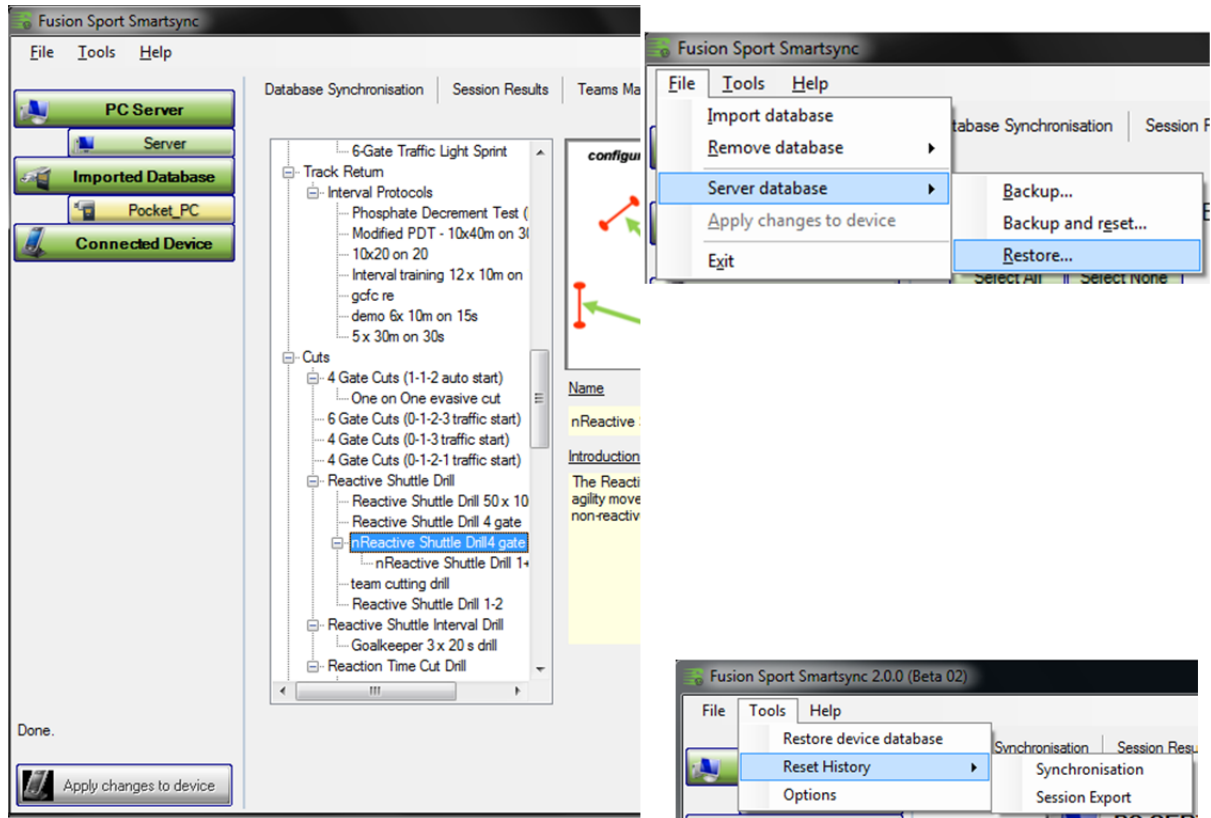 Fusion Sport Smartsync
File Tools Help
PC Server
Server
Imported Database
Pocket_PC
Connected Device
Database Synchronisation Session Results Teams Ma
6-Gate Traffic Light Sprint
Track Return
Interval Protocols
Phosphate Decrement Test (
Modified PDT - 10x40m on 30
10x20 on 20
Interval training 12 x 10m on
gcfc re
demo 6x 10m on 15s
5 x 30m on 30s
Cuts
4 Gate Cuts (1-1-2 auto start)
One on One evasive cut
6 Gate Cuts (0-1-2-3 traffic start)
4 Gate Cuts (0-1-3 traffic start)
4 Gate Cuts (0-1-2-1 traffic start)
Reactive Shuttle Drill
Reactive Shuttle Drill 50 x 10
Reactive Shuttle Drill 4 gate
nReactive Shuttle Drill4 gate
nReactive Shuttle Drill 1+
team cutting drill
Reactive Shuttle Drill 1-2
Reactive Shuttle Interval Drill
Goalkeeper 3 x 20 s drill
Reaction Time Cut Drill
configu
Name
nReactive
Introduction
The Reacti
agility move
non-reactiv
Done.
Apply changes to device
Fusion Sport Smartsync
File Tools Help
Import database
Remove database
Server database
Apply changes to device
Exit
tabase Synchronisation Session R
Backup...
Backup and reset...
Restore...
Select All Select None
Fusion Sport Smartsync 2.0.0 (Beta 02)
File Tools Help
Restore device database
Reset History
Options
Synchronisation Session Resu
Synchronisation
Session Export